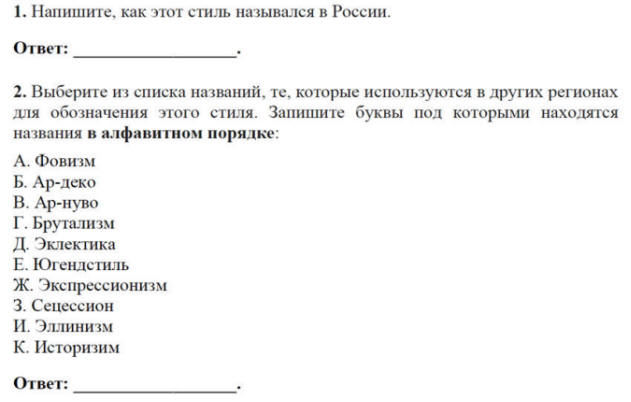 1. Напишите, как этот стиль назывался в России.
Ответ: ___________________.
2. Выберите из списка названий, те, которые используются в других регионах
для обозначения этого стиля. Запишите буквы под которыми находятся
названия в алфавитном порядке:
А. Фовизм
Б. Ар-деко
В. Ар-нуво
Г. Брутализм
Д. Эклектика
Е. Югендстиль
Ж. Экспрессионизм
З. Сецессион
И. Эллинизм
К. Историзим
Ответ: ___________________.